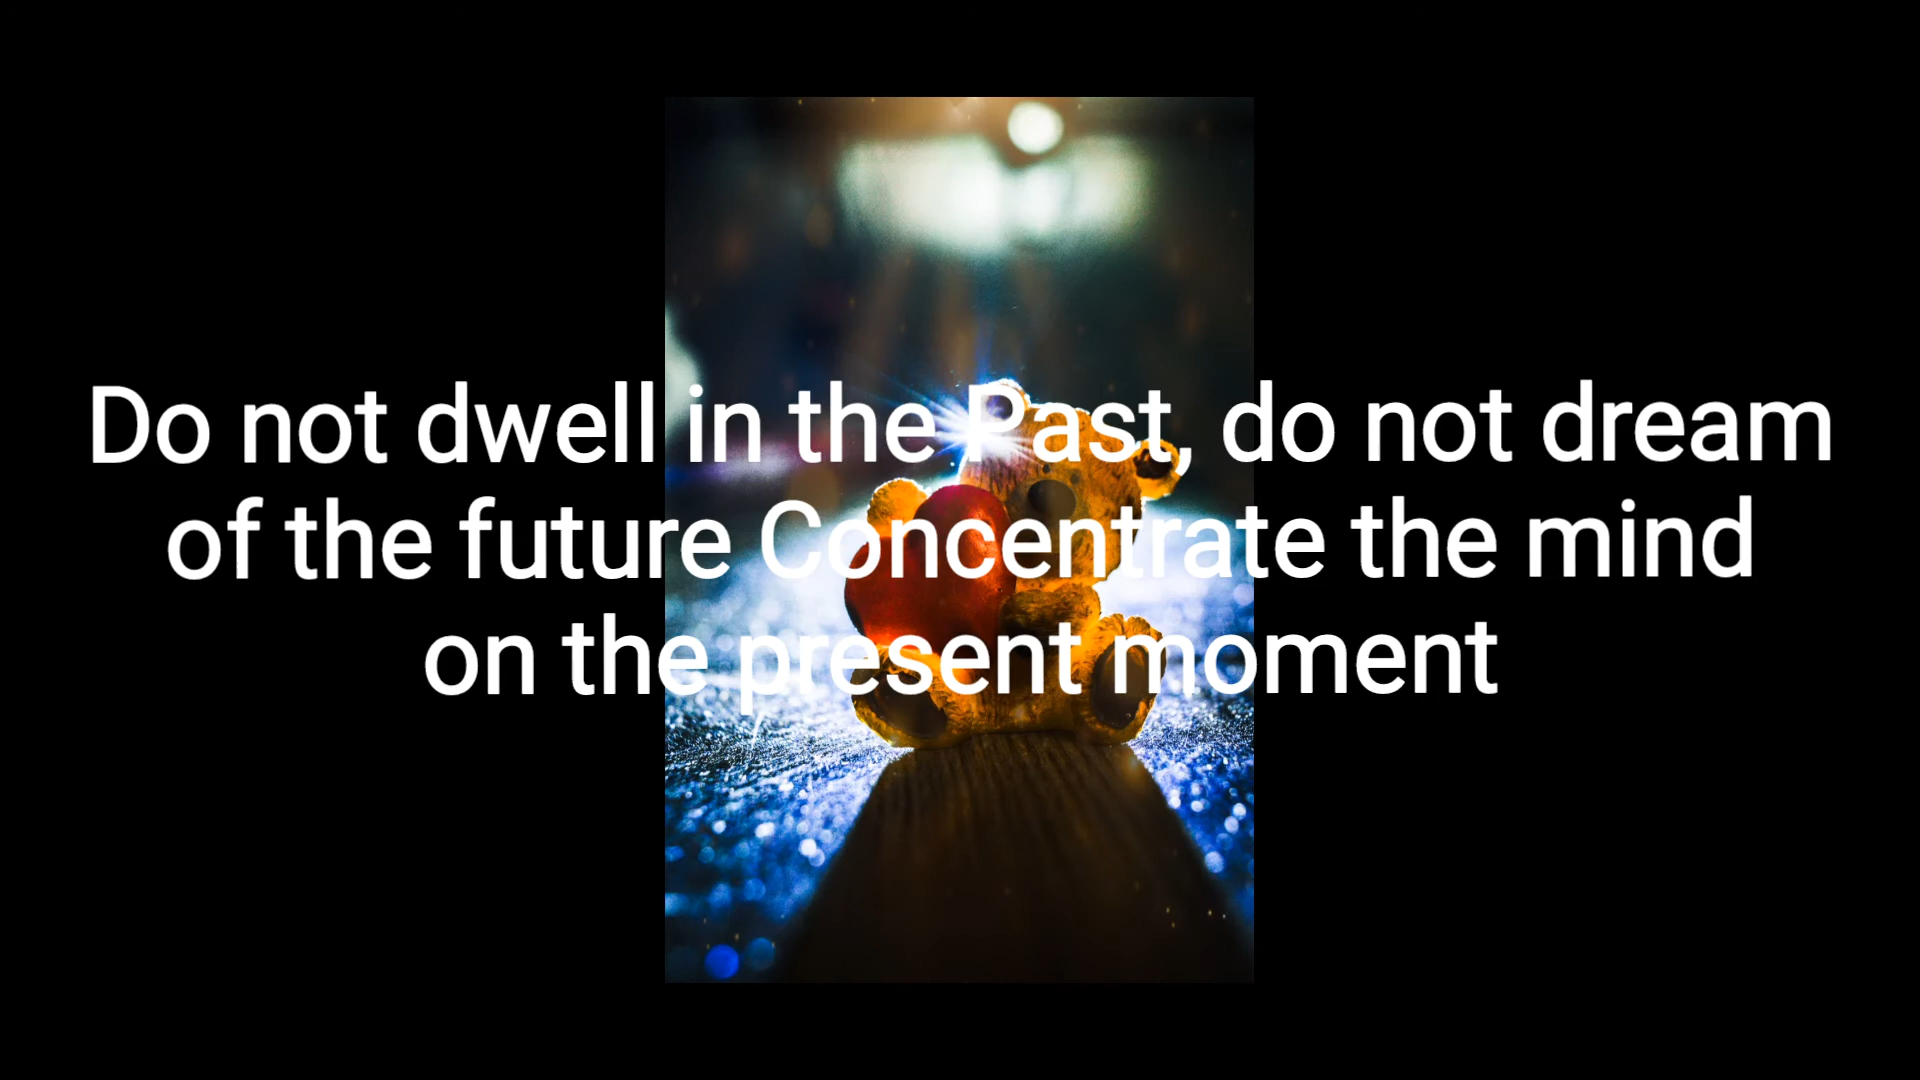 Do not dwell in the Past, do not dream
of the future Concentrate the mind
on the present moment